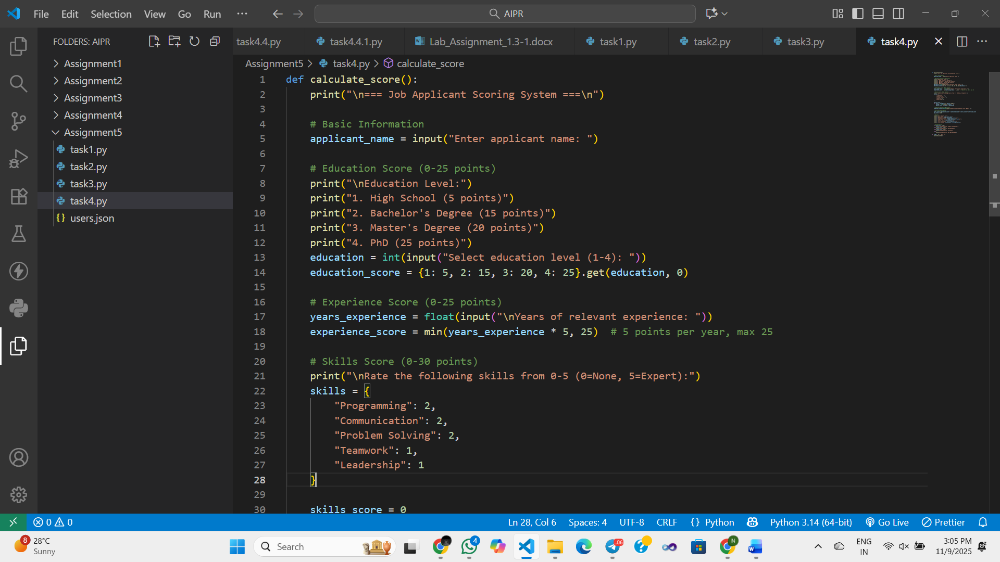 File Edit Selection View Go Run ···
AIPR
FOLDERS: AIPR
Assignment1
Assignment2
Assignment3
Assignment4
Assignment5
task1.py
task2.py
task3.py
task4.py
{} users.json
task4.4.py task4.4.1.py Lab_Assignment_1.3-1.docx task1.py task2.py task3.py task4.py
Assignment5 > task4.py > calculate_score
1 def calculate_score():
2 print("\n=== Job Applicant Scoring System ===\n")
3
4 # Basic Information
5 applicant_name = input("Enter applicant name: ")
6
7 # Education Score (0-25 points)
8 print("\nEducation Level:")
9 print("1. High School (5 points)")
10 print("2. Bachelor's Degree (15 points)")
11 print("3. Master's Degree (20 points)")
12 print("4. PhD (25 points)")
13 education = int(input("Select education level (1-4): "))
14 education_score = {1: 5, 2: 15, 3: 20, 4: 25}.get(education, 0)
15
16 # Experience Score (0-25 points)
17 years_experience = float(input("\nYears of relevant experience: "))
18 experience_score = min(years_experience * 5, 25) # 5 points per year, max 25
19
20 # Skills Score (0-30 points)
21 print("\nRate the following skills from 0-5 (0=None, 5=Expert):")
22 skills = {
23 "Programming": 2,
24 "Communication": 2,
25 "Problem Solving": 2,
26 "Teamwork": 1,
27 "Leadership": 1
28 }
29
30 skills_score = 0
0 0 Ln 28, Col 6 Spaces: 4 UTF-8 CRLF {} Python Python 3.14 (64-bit) Go Live Prettier
8 28°C
Sunny
Search
4
.06
N
ENG
IN
3:05 PM
11/9/2025